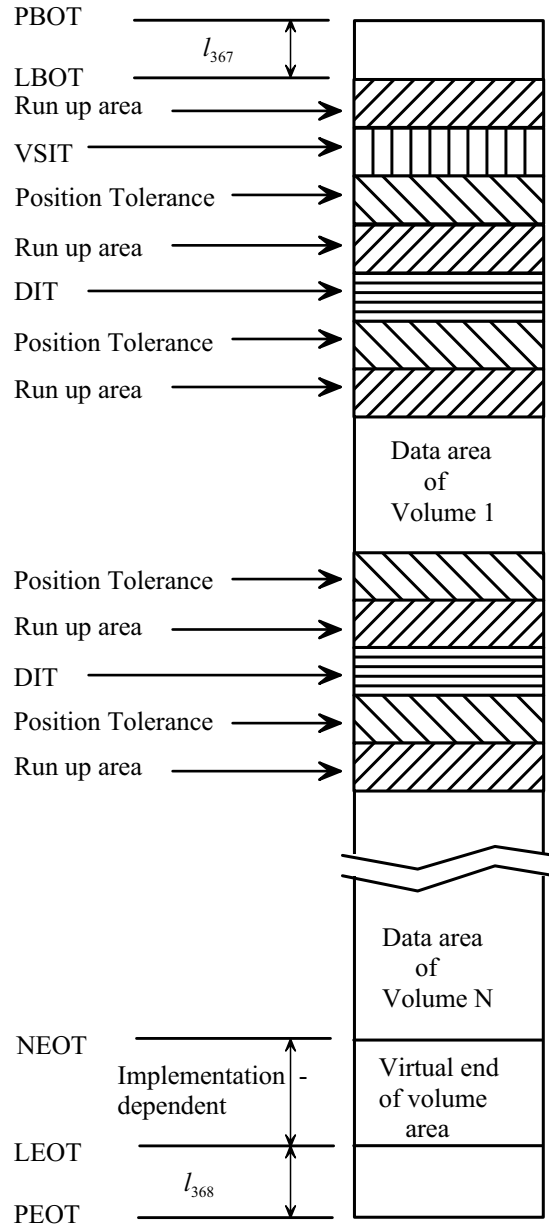 PBOT
l367
LBOT
Run up area
VSIT
Position Tolerance
Run up area
DIT
Position Tolerance
Run up area
Data area
of
Volume 1
Position Tolerance
Run up area
DIT
Position Tolerance
Run up area
Data area
of
Volume N
NEOT
Implementation -
dependent
Virtual end
of volume
area
LEOT
l368
PEOT